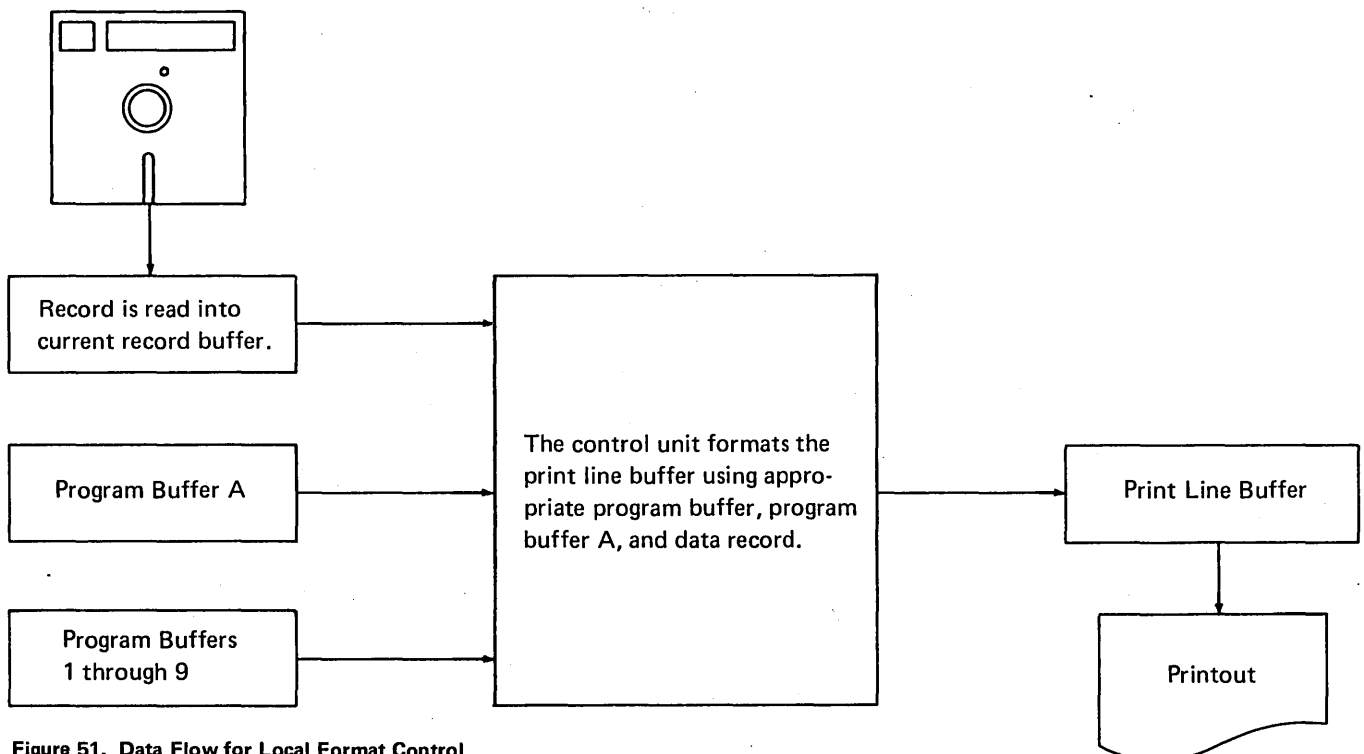 Record is read into
current record buffer.
Program Buffer A
Program Buffers
1 through 9
The control unit formats the
print line buffer using appro-
priate program buffer, program
buffer A, and data record.
Print Line Buffer
Printout
Figure 51. Data Flow for Local Format Control